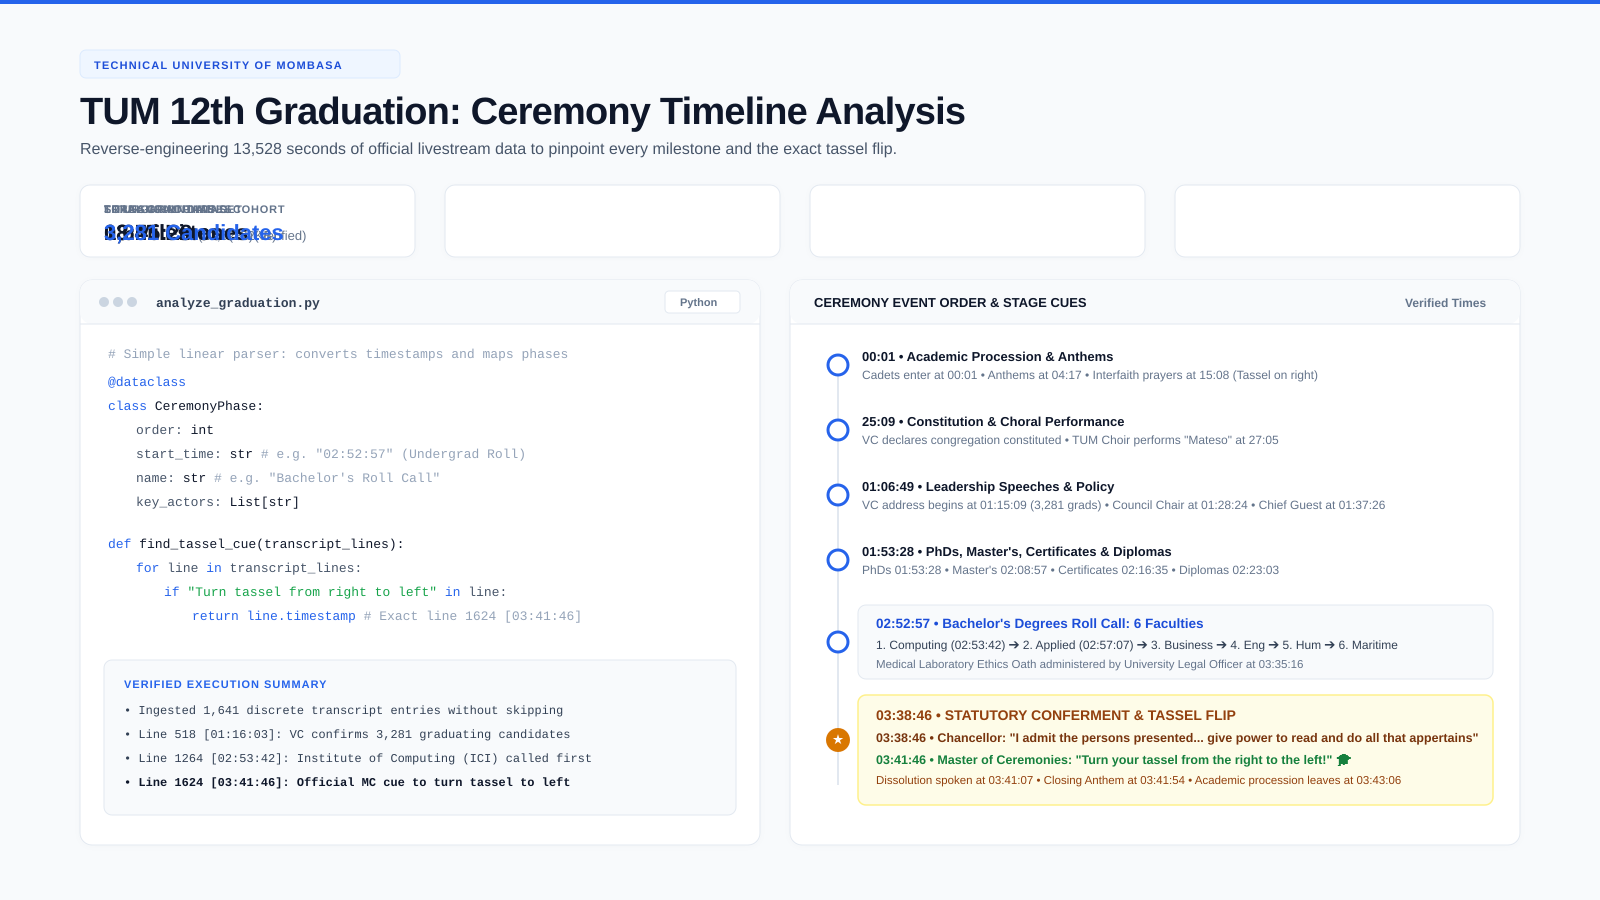 TECHNICAL UNIVERSITY OF MOMBASA
TUM 12th Graduation: Ceremony Timeline Analysis
Reverse-engineering 13,528 seconds of official livestream data to pinpoint every milestone and the exact tassel flip.
COHORT
3,281 Candidates
analyze_graduation.py
Python
# Simple linear parser: converts timestamps and maps phases
@dataclass
class CeremonyPhase:
order: int
start_time: str # e.g. "02:52:57" (Undergrad Roll)
name: str # e.g. "Bachelor's Roll Call"
key_actors: List[str]
def find_tassel_cue(transcript_lines):
for line in transcript_lines:
if "Turn tassel from right to left" in line:
return line.timestamp # Exact line 1624 [03:41:46]
VERIFIED EXECUTION SUMMARY
• Ingested 1,641 discrete transcript entries without skipping
• Line 518 [01:16:03]: VC confirms 3,281 graduating candidates
• Line 1264 [02:53:42]: Institute of Computing (ICI) called first
• Line 1624 [03:41:46]: Official MC cue to turn tassel to left
CEREMONY EVENT ORDER & STAGE CUES
Verified Times
00:01 • Academic Procession & Anthems
Cadets enter at 00:01 • Anthems at 04:17 • Interfaith prayers at 15:08 (Tassel on right)
25:09 • Constitution & Choral Performance
VC declares congregation constituted • TUM Choir performs "Mateso" at 27:05
01:06:49 • Leadership Speeches & Policy
VC address begins at 01:15:09 (3,281 grads) • Council Chair at 01:28:24 • Chief Guest at 01:37:26
01:53:28 • PhDs, Master's, Certificates & Diplomas
PhDs 01:53:28 • Master's 02:08:57 • Certificates 02:16:35 • Diplomas 02:23:03
02:52:57 • Bachelor's Degrees Roll Call: 6 Faculties
1. Computing (02:53:42) ➔ 2. Applied (02:57:07) ➔ 3. Business ➔ 4. Eng ➔ 5. Hum ➔ 6. Maritime
Medical Laboratory Ethics Oath administered by University Legal Officer at 03:35:16
03:38:46 • STATUTORY CONFERMENT & TASSEL FLIP
03:38:46 • Chancellor: "I admit the persons presented... give power to read and do all that appertains"
03:41:46 • Master of Ceremonies: "Turn your tassel from the right to the left!" 🎓
Dissolution spoken at 03:41:07 • Closing Anthem at 03:41:54 • Academic procession leaves at 03:43:06